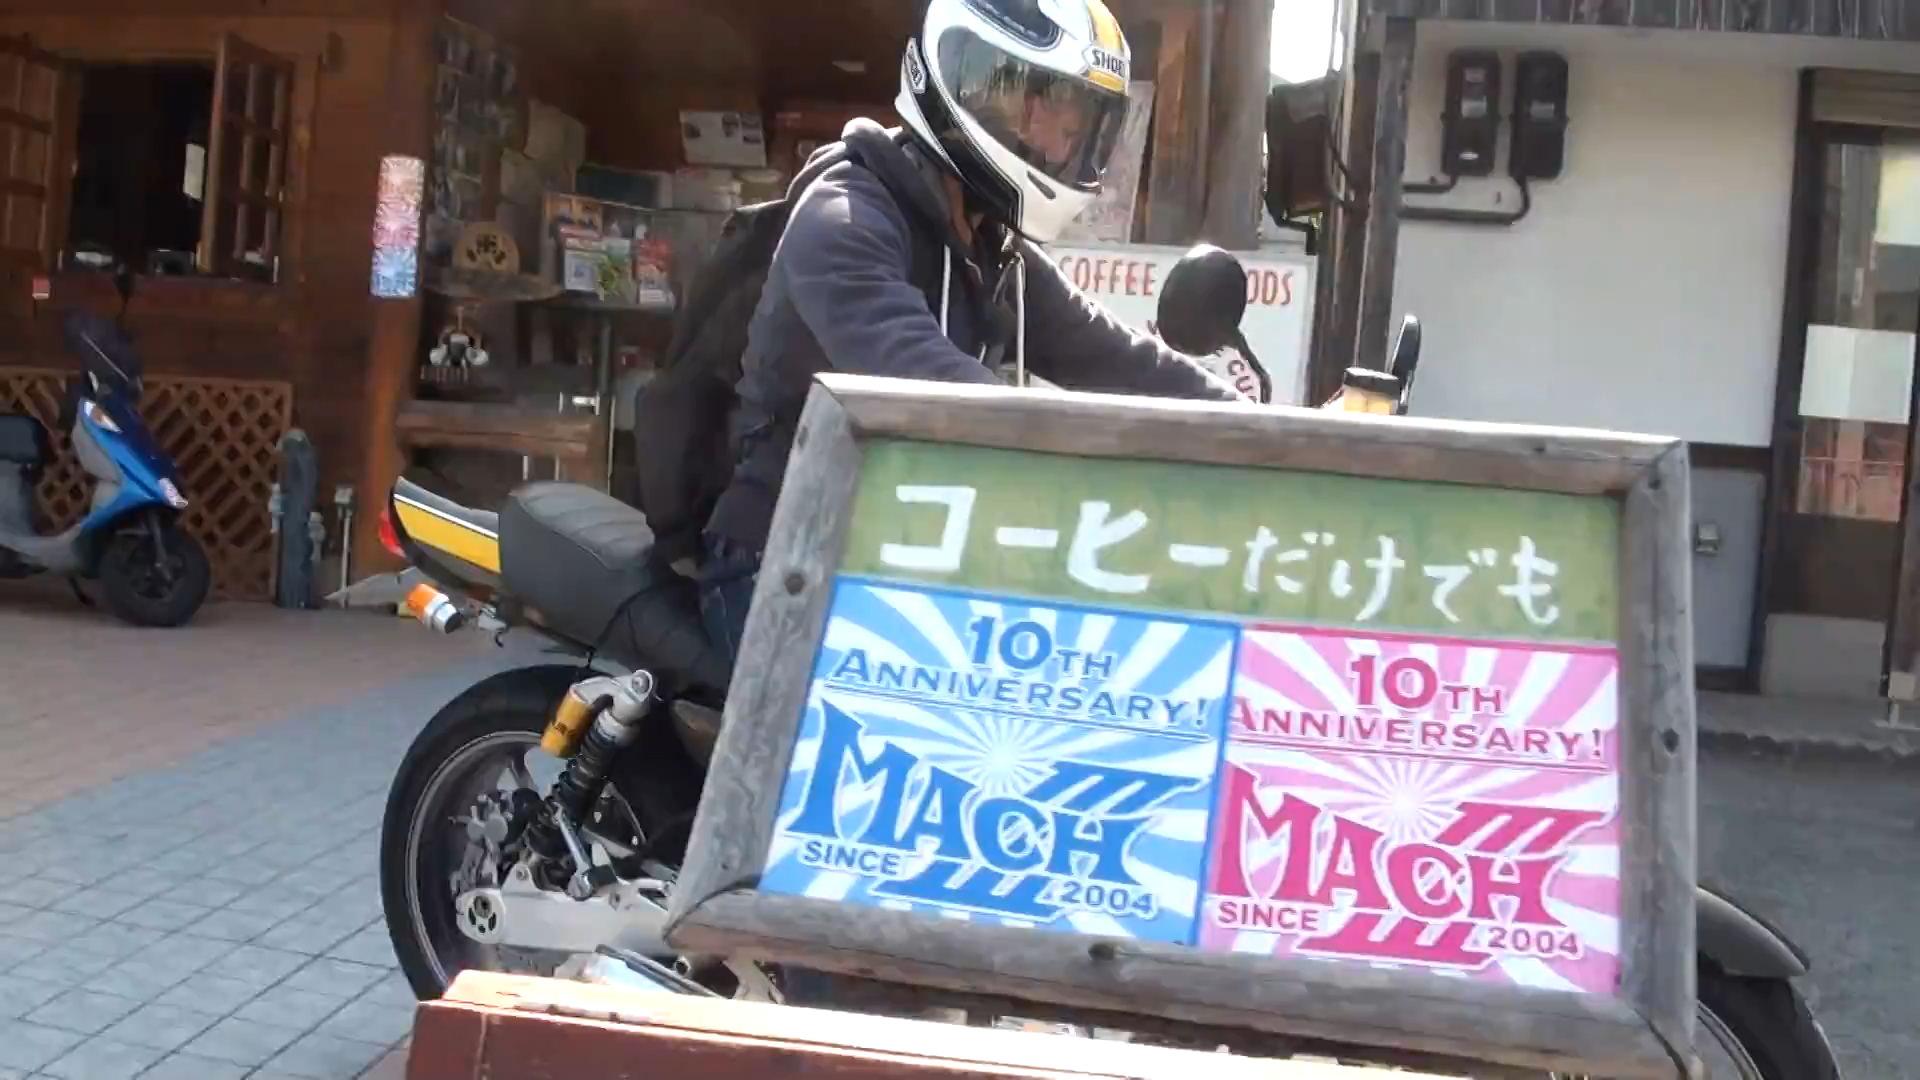 SHOEI
COFFEE
コーヒーだけでも
10TH
ANNIVERSARY!
MACH
SINCE 2004
10TH
ANNIVERSARY!
MACH
SINCE 2004